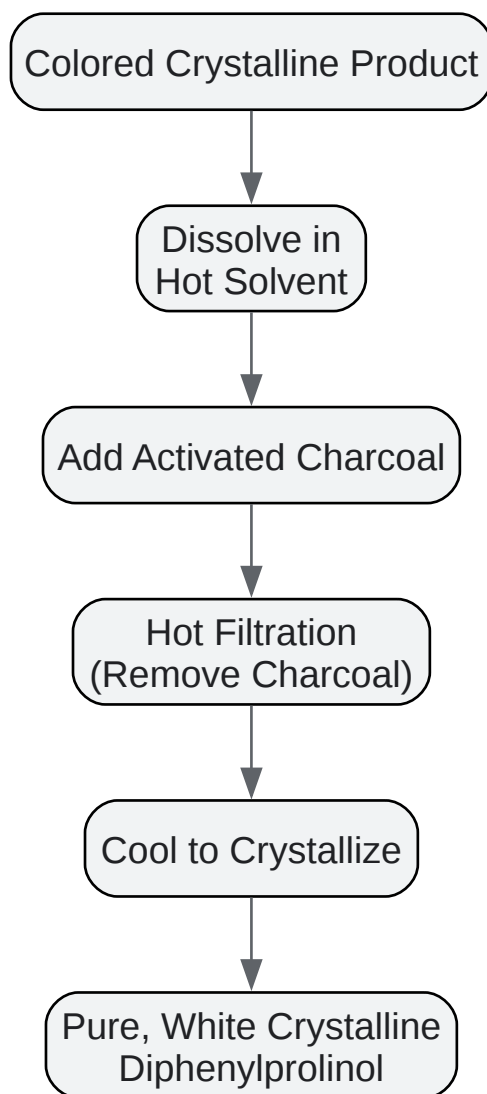 Colored Crystalline Product
Dissolve in
Hot Solvent
Add Activated Charcoal
Hot Filtration
(Remove Charcoal)
Cool to Crystallize
Pure, White Crystalline
Diphenylprolinol